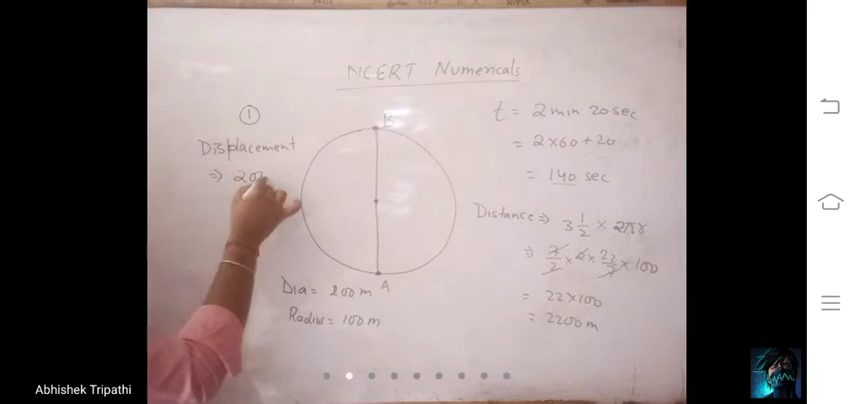 NCERT Numericals
①
Displacement
⇒ 20
B
A
Dia = 200 m
Radius = 100 m
t = 2 min 20 sec
= 2 × 60 + 20
= 140 sec
Distance ⇒ 3 1/2 × 2πr
⇒ 7/2 × 2 × 22/7 × 100
= 22 × 100
= 2200 m
Abhishek Tripathi